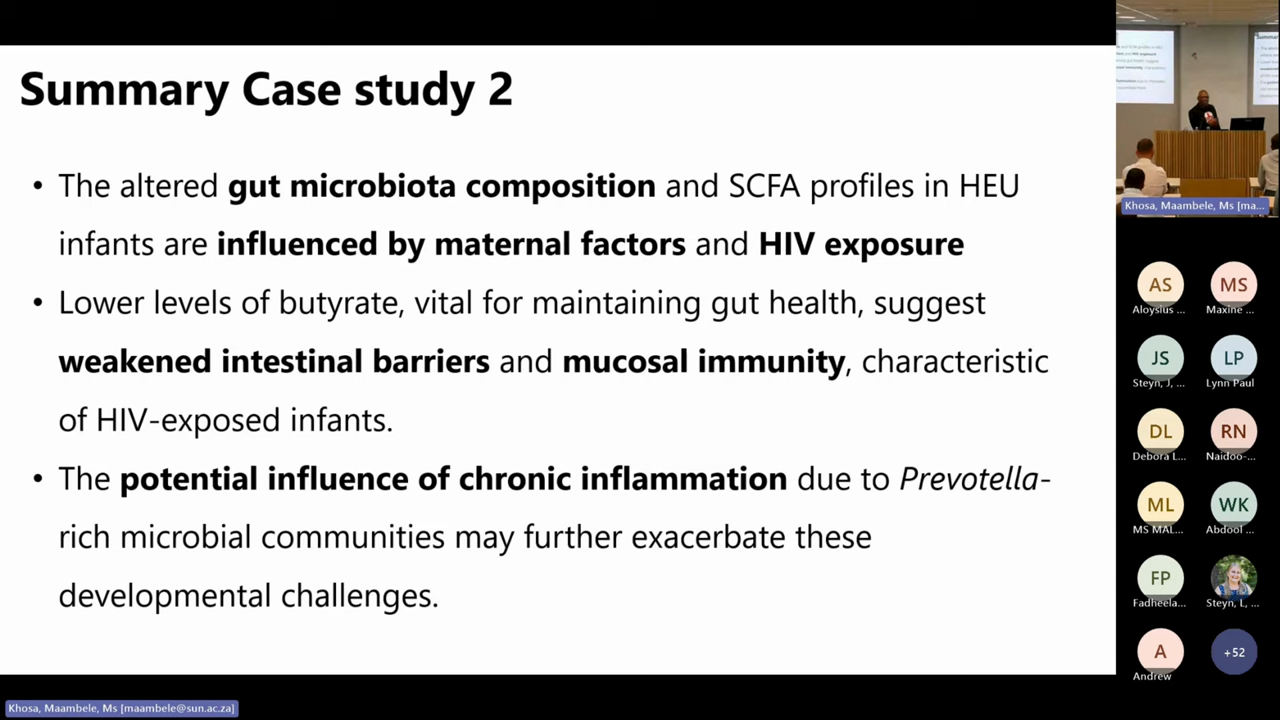 Summary Case study 2
• The altered gut microbiota composition and SCFA profiles in HEU
infants are influenced by maternal factors and HIV exposure
• Lower levels of butyrate, vital for maintaining gut health, suggest
weakened intestinal barriers and mucosal immunity, characteristic
of HIV-exposed infants.
• The potential influence of chronic inflammation due to Prevotella-
rich microbial communities may further exacerbate these
developmental challenges.
Khosa, Maambele, Ms [ma...
AS
MS
Aloysius ...
Maxine ...
JS
LP
Steyn, J, ...
Lynn Paul
DL
RN
Debora L...
Naidoo-...
ML
WK
MS MAL...
Abdool ...
FP
Fadheela...
Steyn, L, ...
A
+52
Andrew
Khosa, Maambele, Ms [maambele@sun.ac.za]